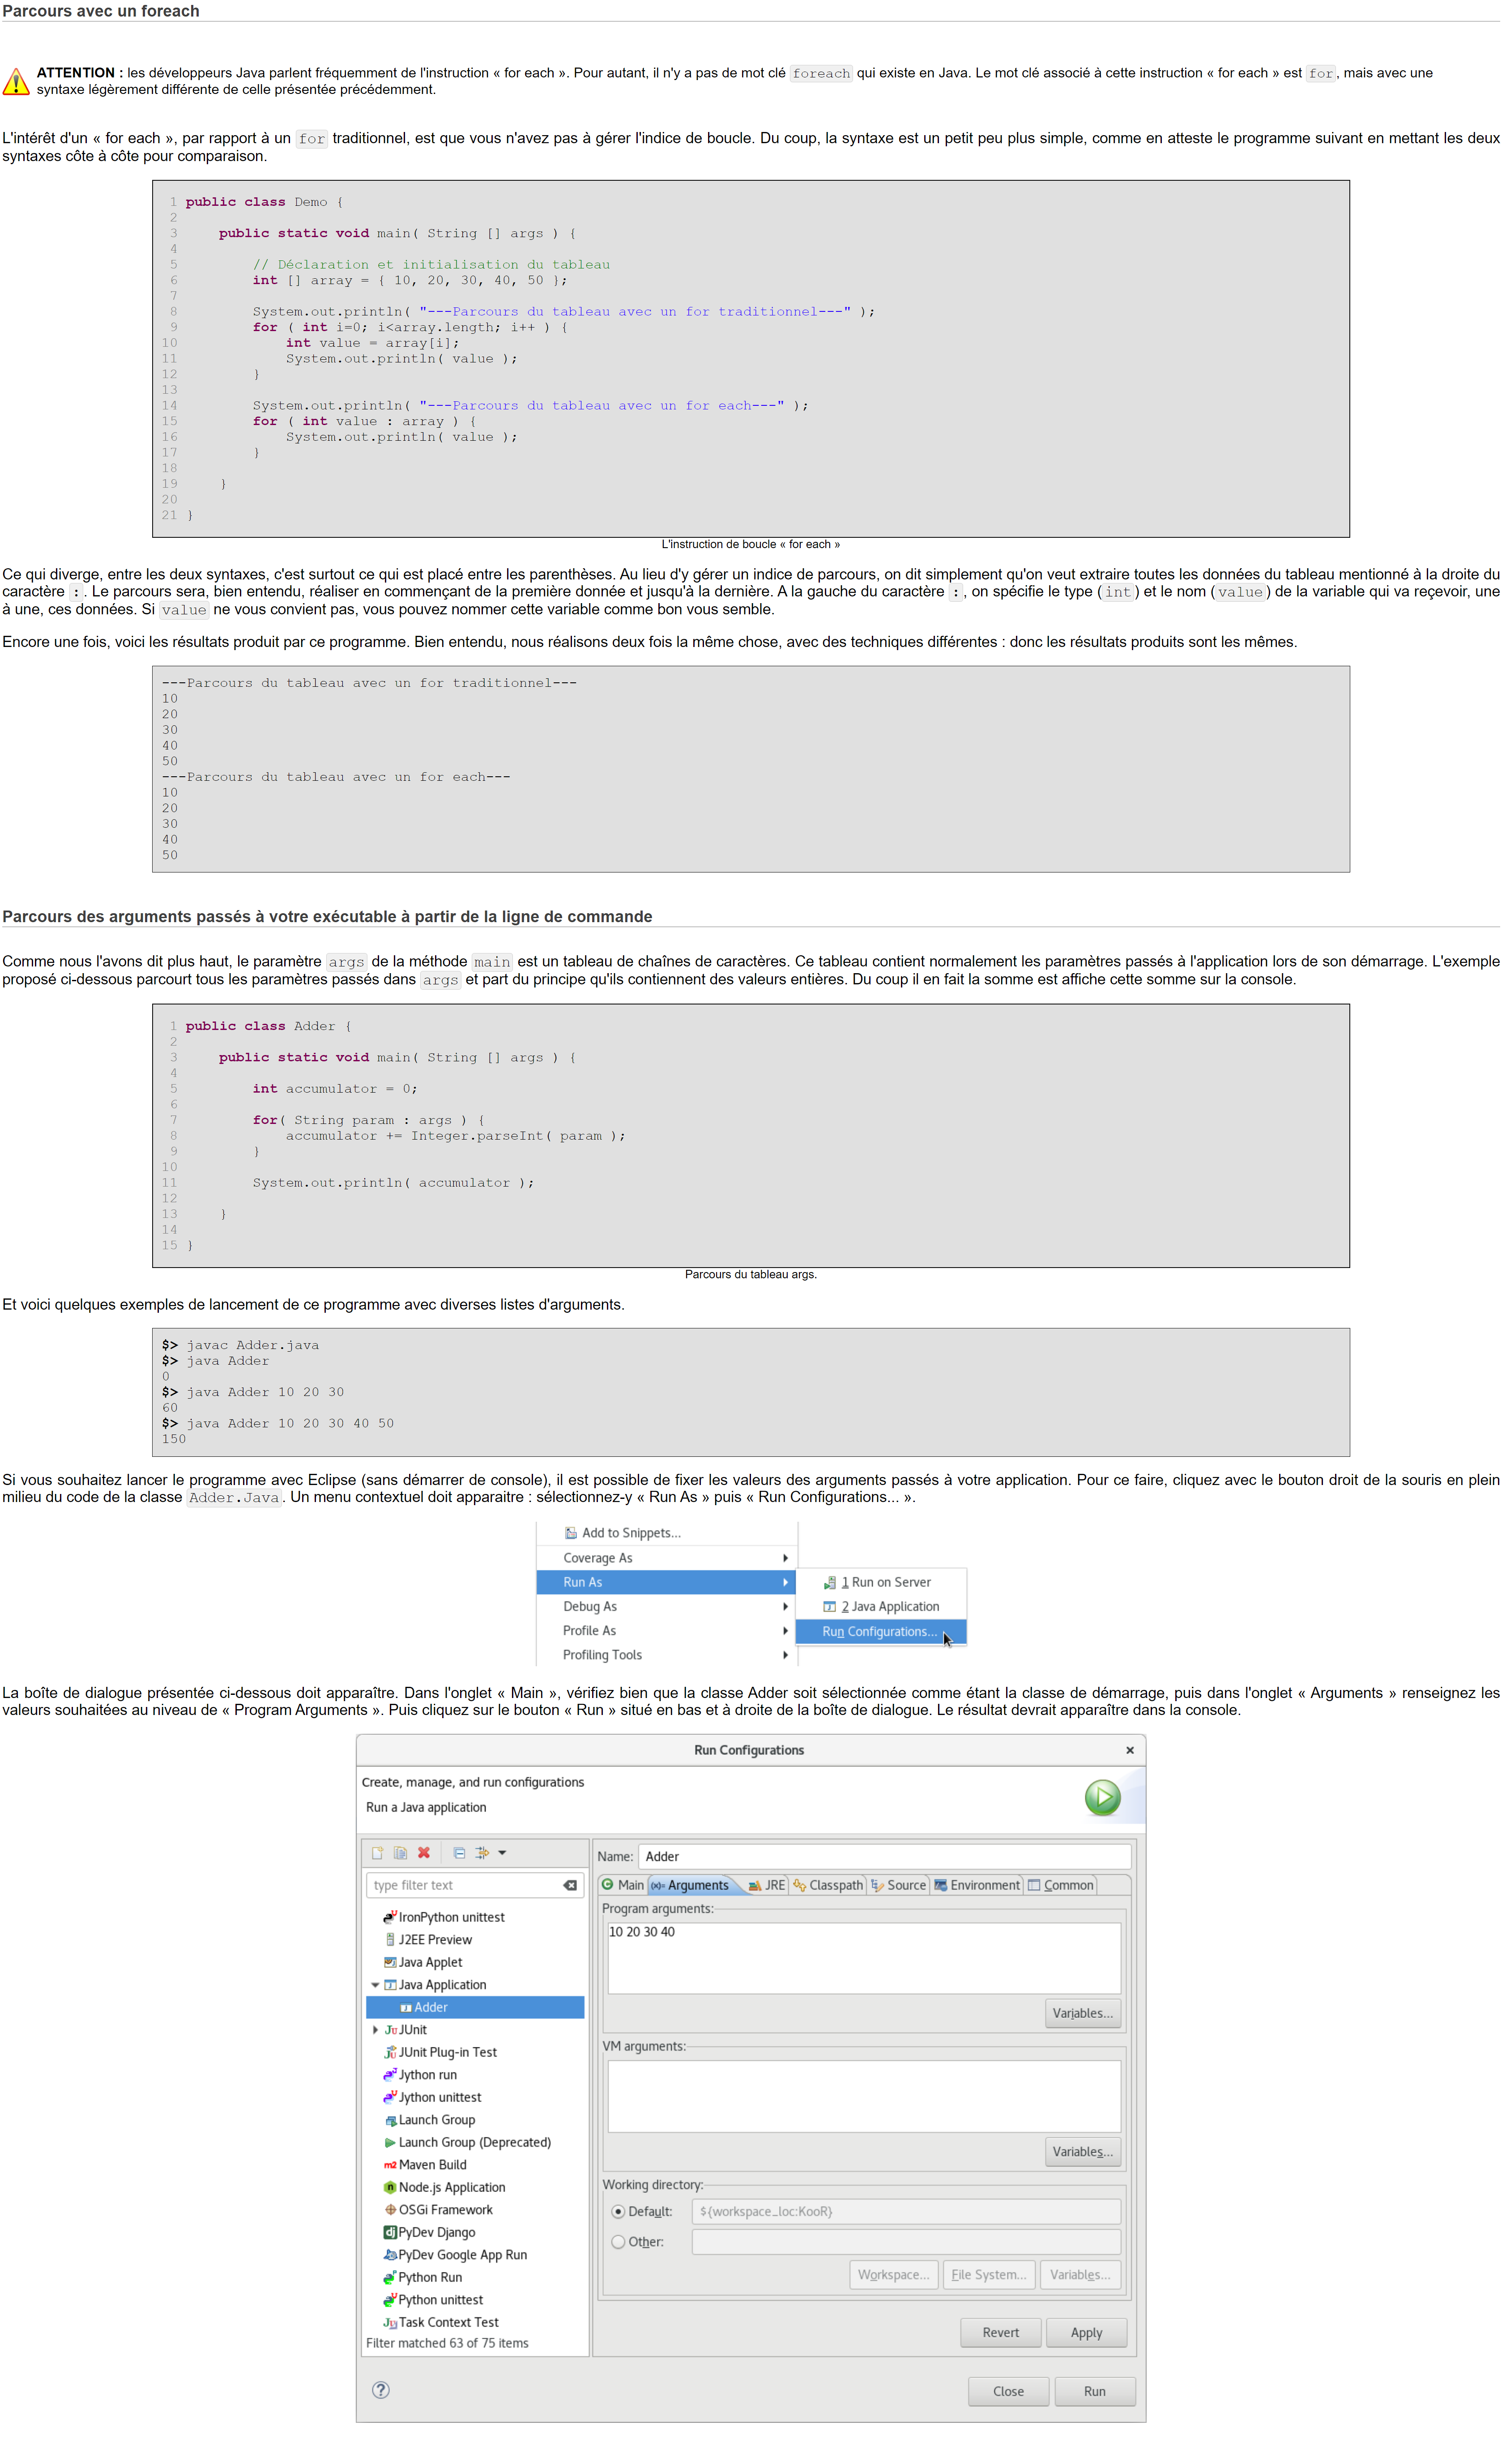 Parcours avec un foreach
ATTENTION : les développeurs Java parlent fréquemment de l'instruction « for each ». Pour autant, il n'y a pas de mot clé foreach qui existe en Java. Le mot clé associé à cette instruction « for each » est for, mais avec une
syntaxe légèrement différente de celle présentée précédemment.
L'intérêt d'un « for each », par rapport à un for traditionnel, est que vous n'avez pas à gérer l'indice de boucle. Du coup, la syntaxe est un petit peu plus simple, comme en atteste le programme suivant en mettant les deux
syntaxes côte à côte pour comparaison.
1 public class Demo {
2
3     public static void main( String [] args ) {
4
5         // Déclaration et initialisation du tableau
6         int [] array = { 10, 20, 30, 40, 50 };
7
8         System.out.println( "---Parcours du tableau avec un for traditionnel---" );
9         for ( int i=0; i<array.length; i++ ) {
10             int value = array[i];
11             System.out.println( value );
12         }
13
14         System.out.println( "---Parcours du tableau avec un for each---" );
15         for ( int value : array ) {
16             System.out.println( value );
17         }
18
19     }
20
21 }
L'instruction de boucle « for each »
Ce qui diverge, entre les deux syntaxes, c'est surtout ce qui est placé entre les parenthèses. Au lieu d'y gérer un indice de parcours, on dit simplement qu'on veut extraire toutes les données du tableau mentionné à la droite du
caractère :. Le parcours sera, bien entendu, réaliser en commençant de la première donnée et jusqu'à la dernière. A la gauche du caractère :, on spécifie le type (int) et le nom (value) de la variable qui va reçevoir, une
à une, ces données. Si value ne vous convient pas, vous pouvez nommer cette variable comme bon vous semble.
Encore une fois, voici les résultats produit par ce programme. Bien entendu, nous réalisons deux fois la même chose, avec des techniques différentes : donc les résultats produits sont les mêmes.
---Parcours du tableau avec un for traditionnel---
10
20
30
40
50
---Parcours du tableau avec un for each---
10
20
30
40
50
Parcours des arguments passés à votre exécutable à partir de la ligne de commande
Comme nous l'avons dit plus haut, le paramètre args de la méthode main est un tableau de chaînes de caractères. Ce tableau contient normalement les paramètres passés à l'application lors de son démarrage. L'exemple
proposé ci-dessous parcourt tous les paramètres passés dans args et part du principe qu'ils contiennent des valeurs entières. Du coup il en fait la somme est affiche cette somme sur la console.
1 public class Adder {
2
3     public static void main( String [] args ) {
4
5         int accumulator = 0;
6
7         for( String param : args ) {
8             accumulator += Integer.parseInt( param );
9         }
10
11         System.out.println( accumulator );
12
13     }
14
15 }
Parcours du tableau args.
Et voici quelques exemples de lancement de ce programme avec diverses listes d'arguments.
$> javac Adder.java
$> java Adder
0
$> java Adder 10 20 30
60
$> java Adder 10 20 30 40 50
150
Si vous souhaitez lancer le programme avec Eclipse (sans démarrer de console), il est possible de fixer les valeurs des arguments passés à votre application. Pour ce faire, cliquez avec le bouton droit de la souris en plein
milieu du code de la classe Adder.Java. Un menu contextuel doit apparaitre : sélectionnez-y « Run As » puis « Run Configurations... ».
Add to Snippets...
Coverage As
Run As
1 Run on Server
Debug As
2 Java Application
Profile As
Run Configurations...
Profiling Tools
La boîte de dialogue présentée ci-dessous doit apparaître. Dans l'onglet « Main », vérifiez bien que la classe Adder soit sélectionnée comme étant la classe de démarrage, puis dans l'onglet « Arguments » renseignez les
valeurs souhaitées au niveau de « Program Arguments ». Puis cliquez sur le bouton « Run » situé en bas et à droite de la boîte de dialogue. Le résultat devrait apparaître dans la console.
Run Configurations
Create, manage, and run configurations
Run a Java application
type filter text
IronPython unittest
J2EE Preview
Java Applet
Java Application
Adder
JUnit
JUnit Plug-in Test
Jython run
Jython unittest
Launch Group
Launch Group (Deprecated)
Maven Build
Node.js Application
OSGi Framework
PyDev Django
PyDev Google App Run
Python Run
Python unittest
Task Context Test
Filter matched 63 of 75 items
Name: Adder
Main (x)= Arguments JRE Classpath Source Environment Common
Program arguments:
10 20 30 40
Variables...
VM arguments:
Variables...
Working directory:
Default: ${workspace_loc:KooR}
Other:
Workspace... File System... Variables...
Revert Apply
Close Run